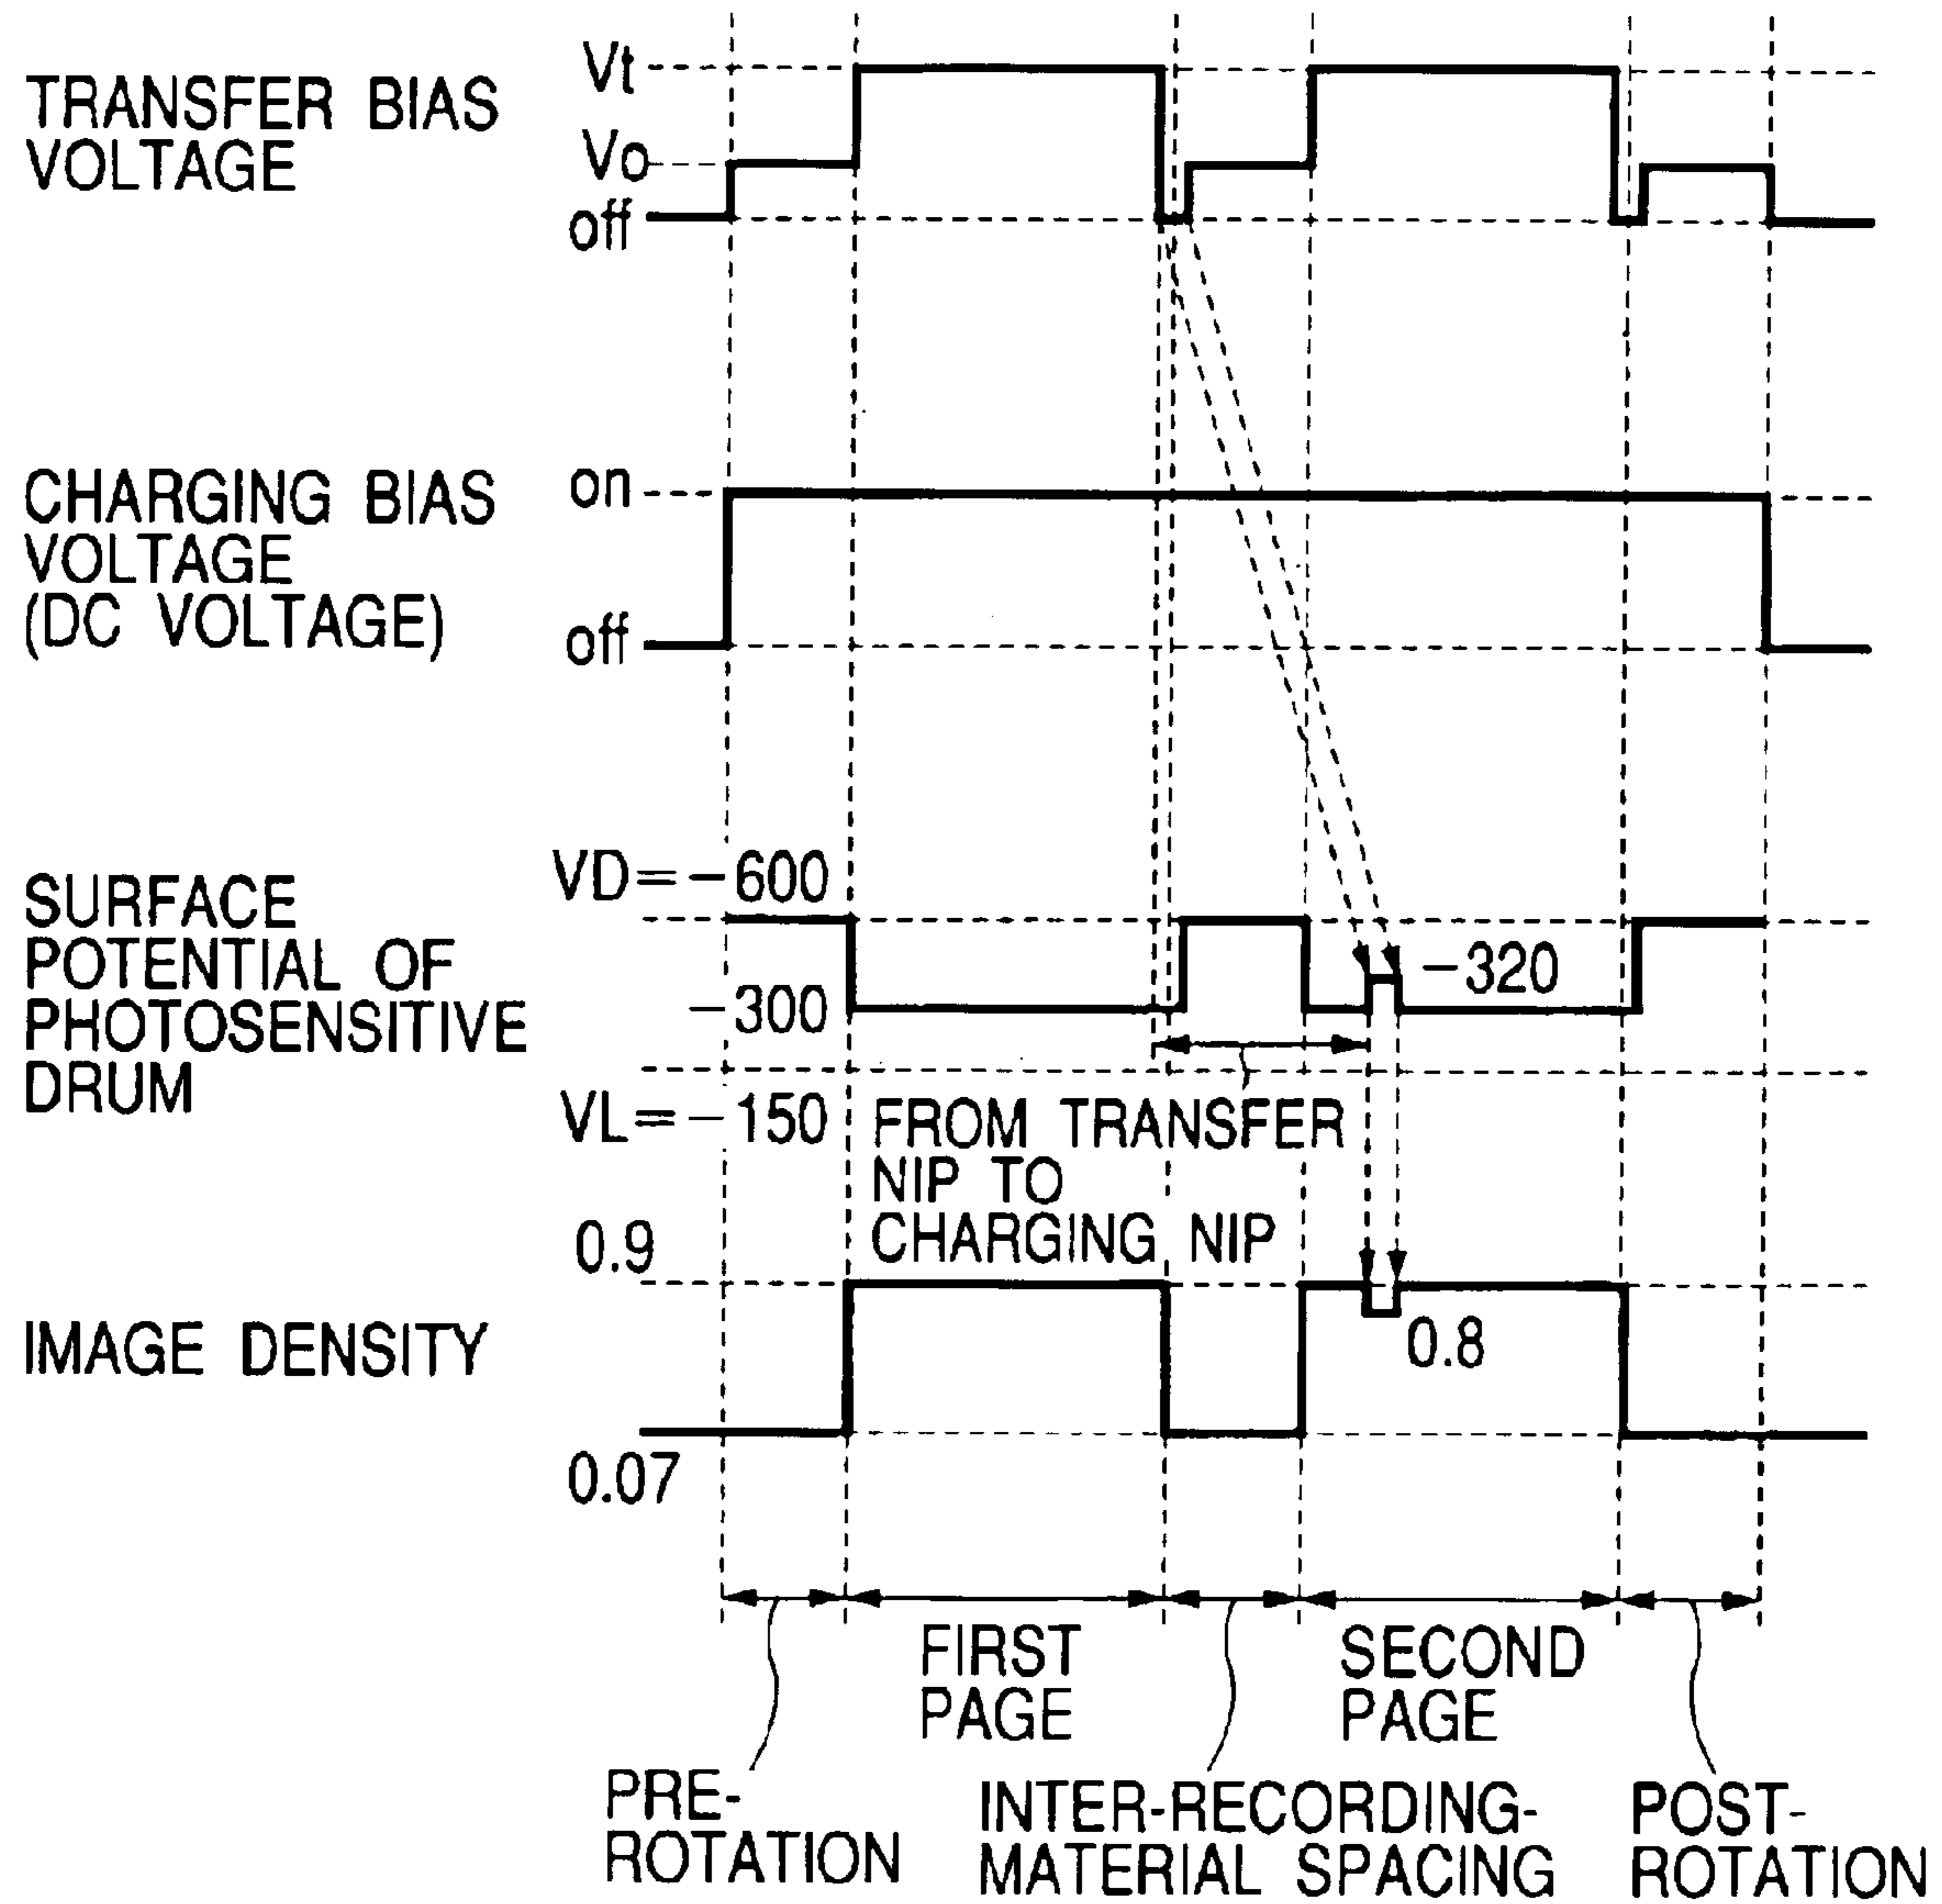 TRANSFER BIAS
VOLTAGE
Vt
Vo
off
CHARGING BIAS
VOLTAGE
(DC VOLTAGE)
on
off
SURFACE
POTENTIAL OF
PHOTOSENSITIVE
DRUM
VD=-600
-300
-320
VL=-150
FROM TRANSFER
NIP TO
CHARGING NIP
IMAGE DENSITY
0.9
0.8
0.07
FIRST
PAGE
SECOND
PAGE
PRE-
ROTATION
INTER-RECORDING-
MATERIAL SPACING
POST-
ROTATION